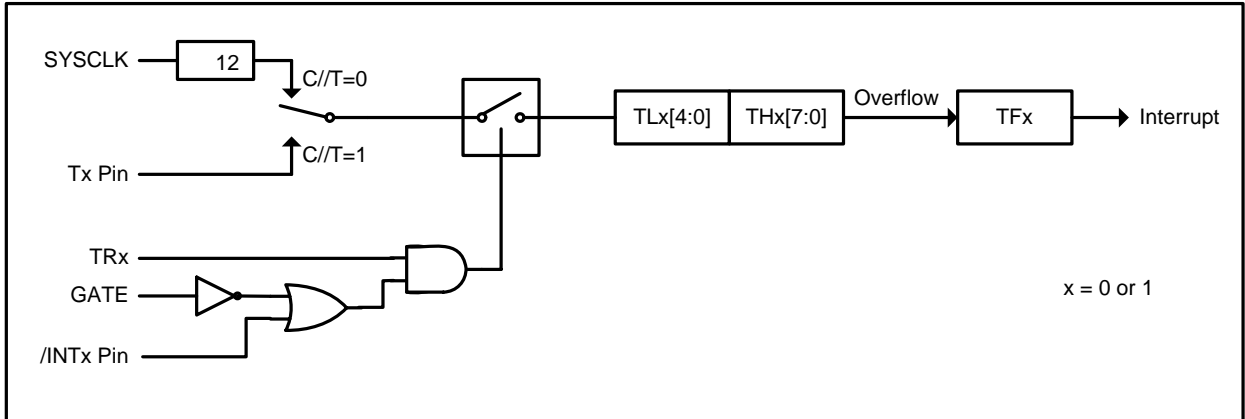 SYSCLK
12
C//T=0
C//T=1
Tx Pin
TLx[4:0]
THx[7:0]
Overflow
TFx
Interrupt
TRx
GATE
/INTx Pin
x = 0 or 1